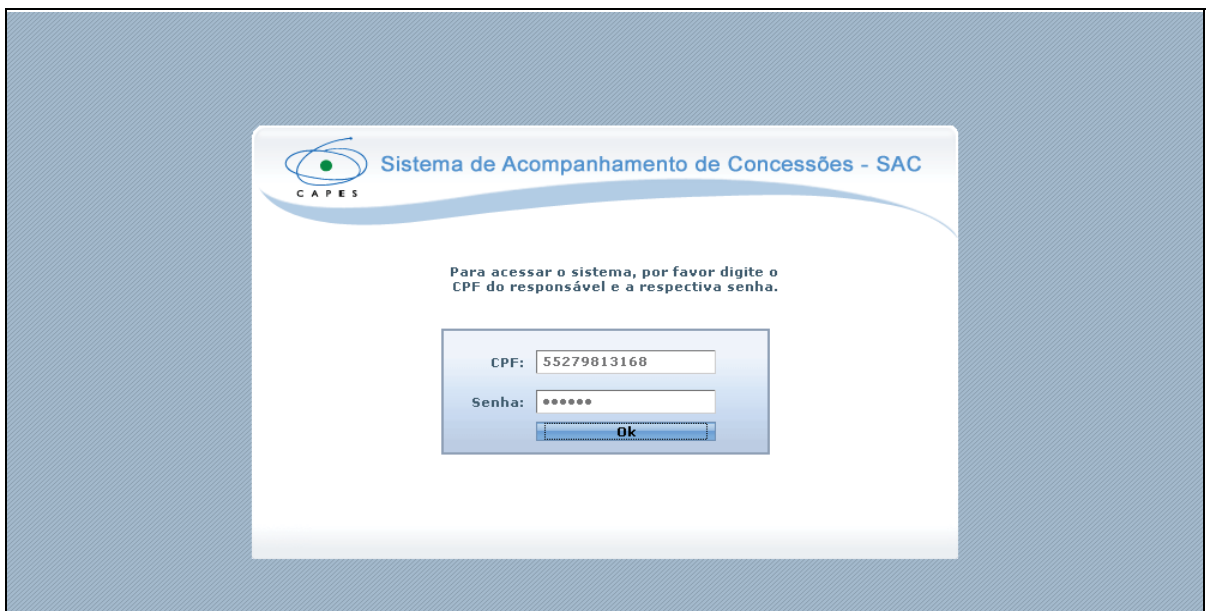 Sistema de Acompanhamento de Concessões - SAC
CAPES
Para acessar o sistema, por favor digite o
CPF do responsável e a respectiva senha.
CPF: 55279813168
Senha: ••••••
Ok